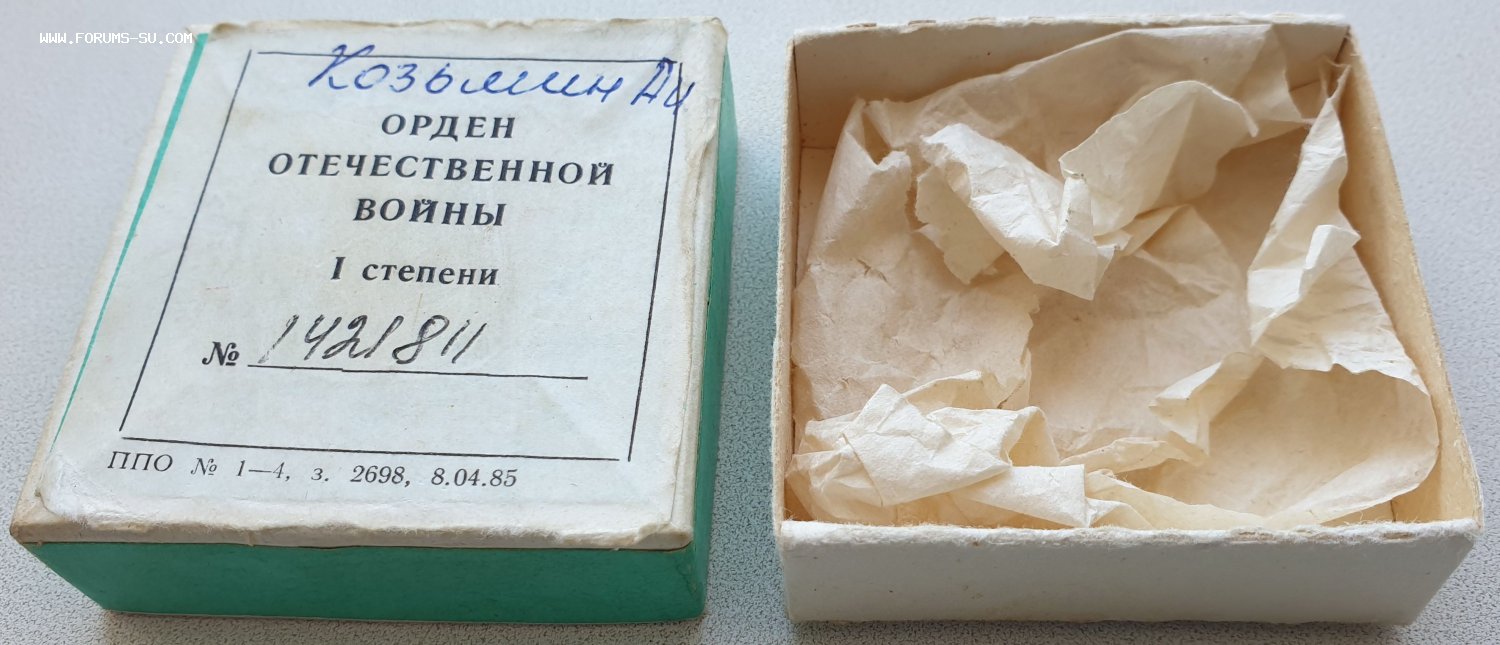 WWW.FORUMS-SU.COM
Козьмин Ди
ОРДЕН
ОТЕЧЕСТВЕННОЙ
ВОЙНЫ
I степени
№ 1421811
ППО № 1—4, з. 2698, 8.04.85